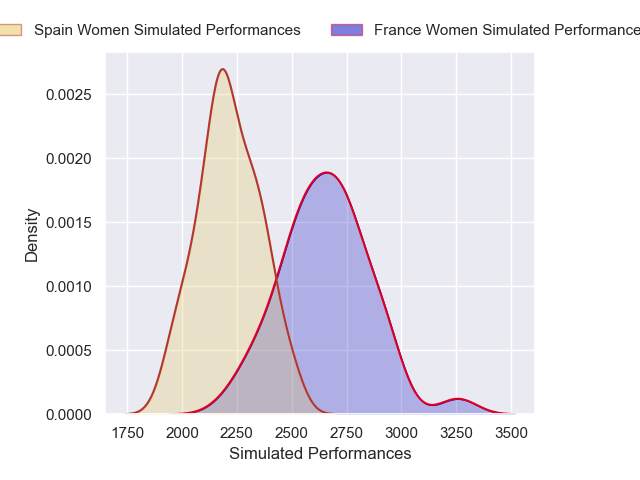 Spain Women Simulated Performances France Women Simulated Performance
0.0025
0.0020
0.0015
0.0010
0.0005
0.0000
Density
1750 2000 2250 2500 2750 3000 3250 3500
Simulated Performances